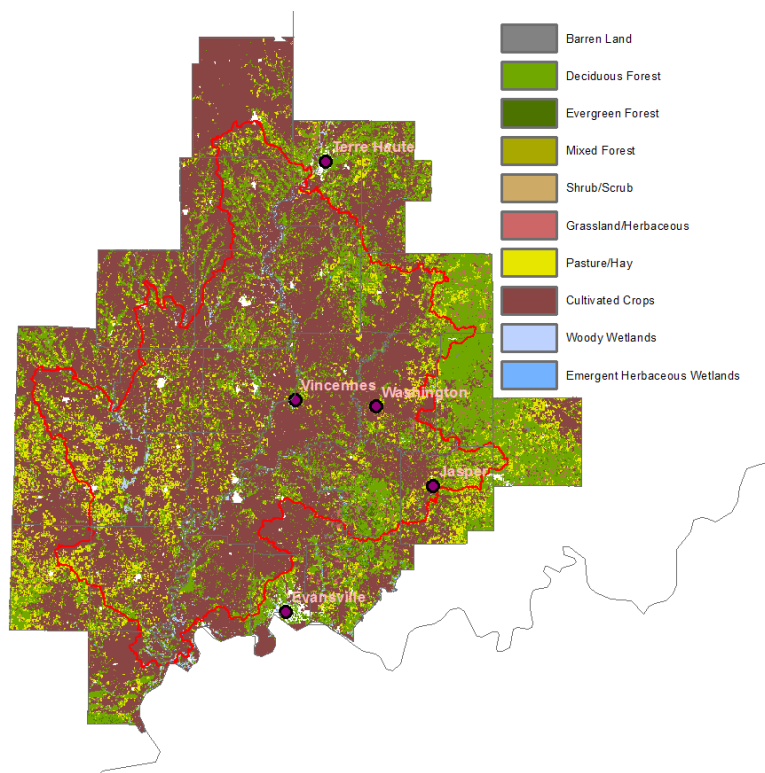 Barren Land
Deciduous Forest
Evergreen Forest
Mixed Forest
Shrub/Scrub
Grassland/Herbaceous
Pasture/Hay
Cultivated Crops
Woody Wetlands
Emergent Herbaceous Wetlands
Terre Haute
Vincennes
Washington
Jasper
Evansville